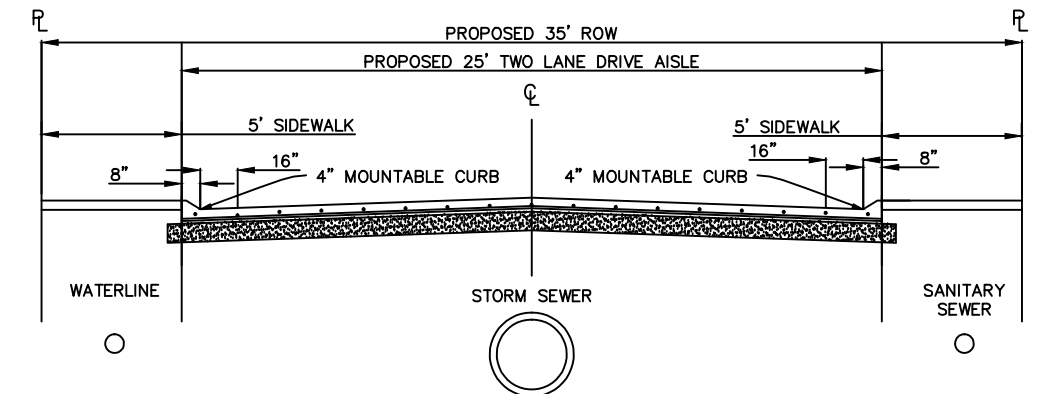 PL PL
PROPOSED 35' ROW
PROPOSED 25' TWO LANE DRIVE AISLE
CL
5' SIDEWALK 5' SIDEWALK
8" 16" 16" 8"
4" MOUNTABLE CURB 4" MOUNTABLE CURB
WATERLINE STORM SEWER SANITARY
SEWER